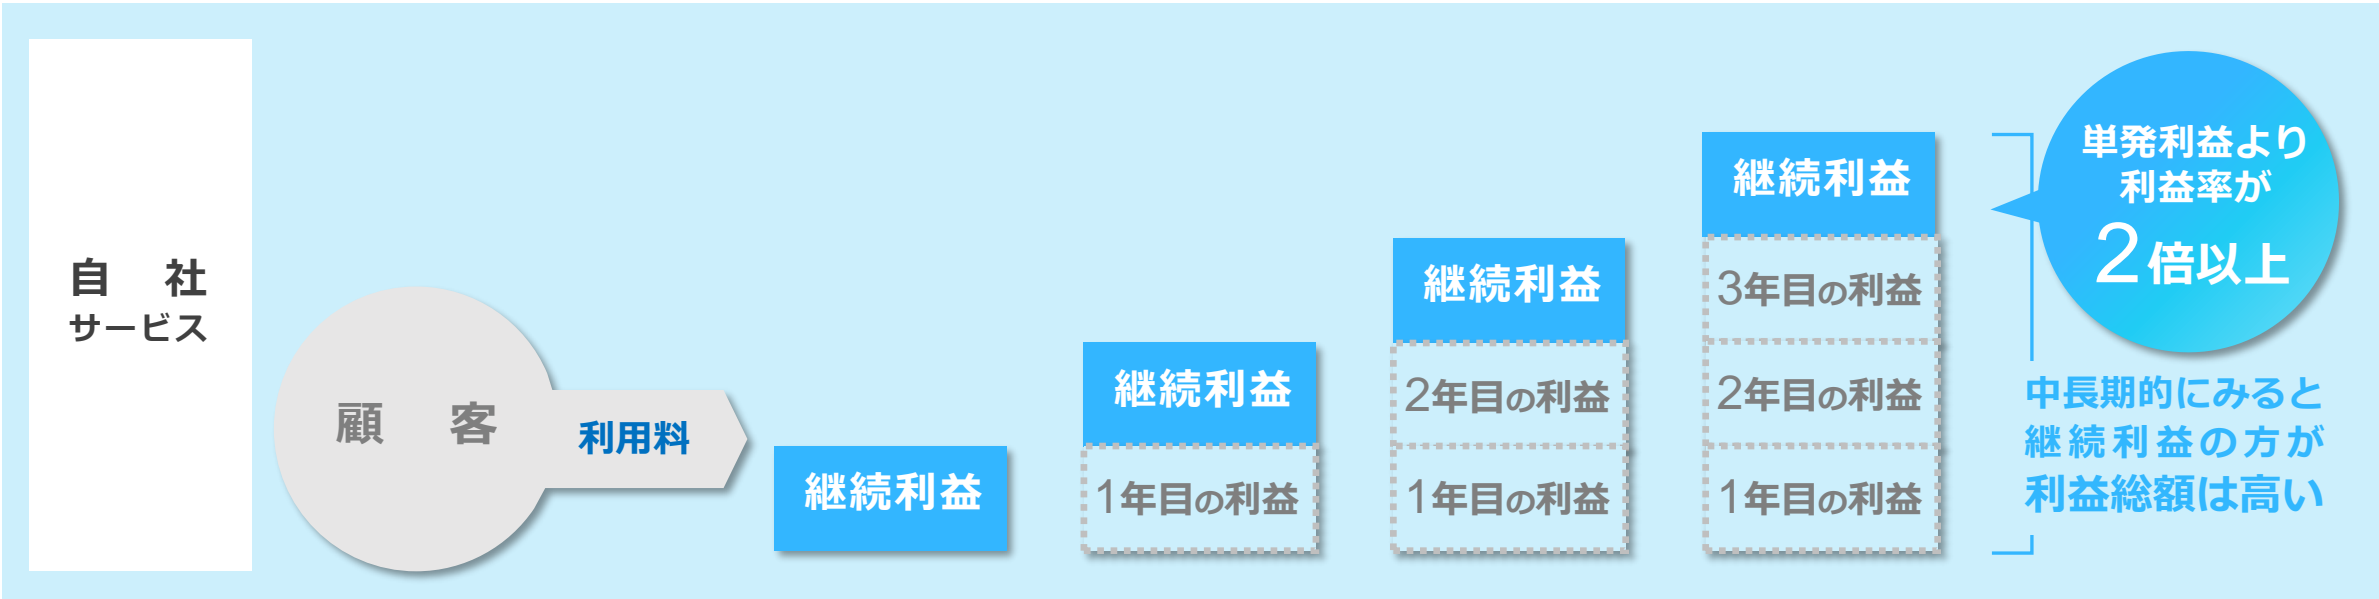 自 社
サービス
顧 客
利用料
継続利益
継続利益
1年目の利益
継続利益
2年目の利益
1年目の利益
継続利益
3年目の利益
2年目の利益
1年目の利益
単発利益より
利益率が
2倍以上
中長期的にみると
継続利益の方が
利益総額は高い